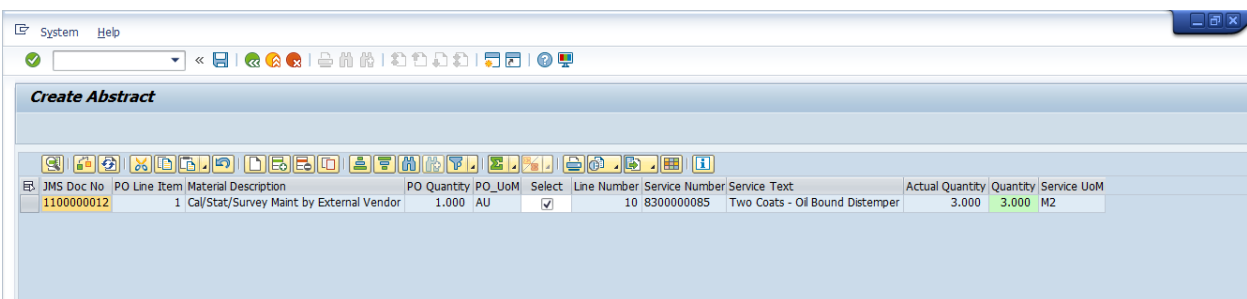 System Help
Create Abstract
JMS Doc No PO Line Item Material Description PO Quantity PO_UoM Select Line Number Service Number Service Text Actual Quantity Quantity Service UoM
1100000012 1 Cal/Stat/Survey Maint by External Vendor 1.000 AU 10 8300000085 Two Coats - Oil Bound Distemper 3.000 3.000 M2